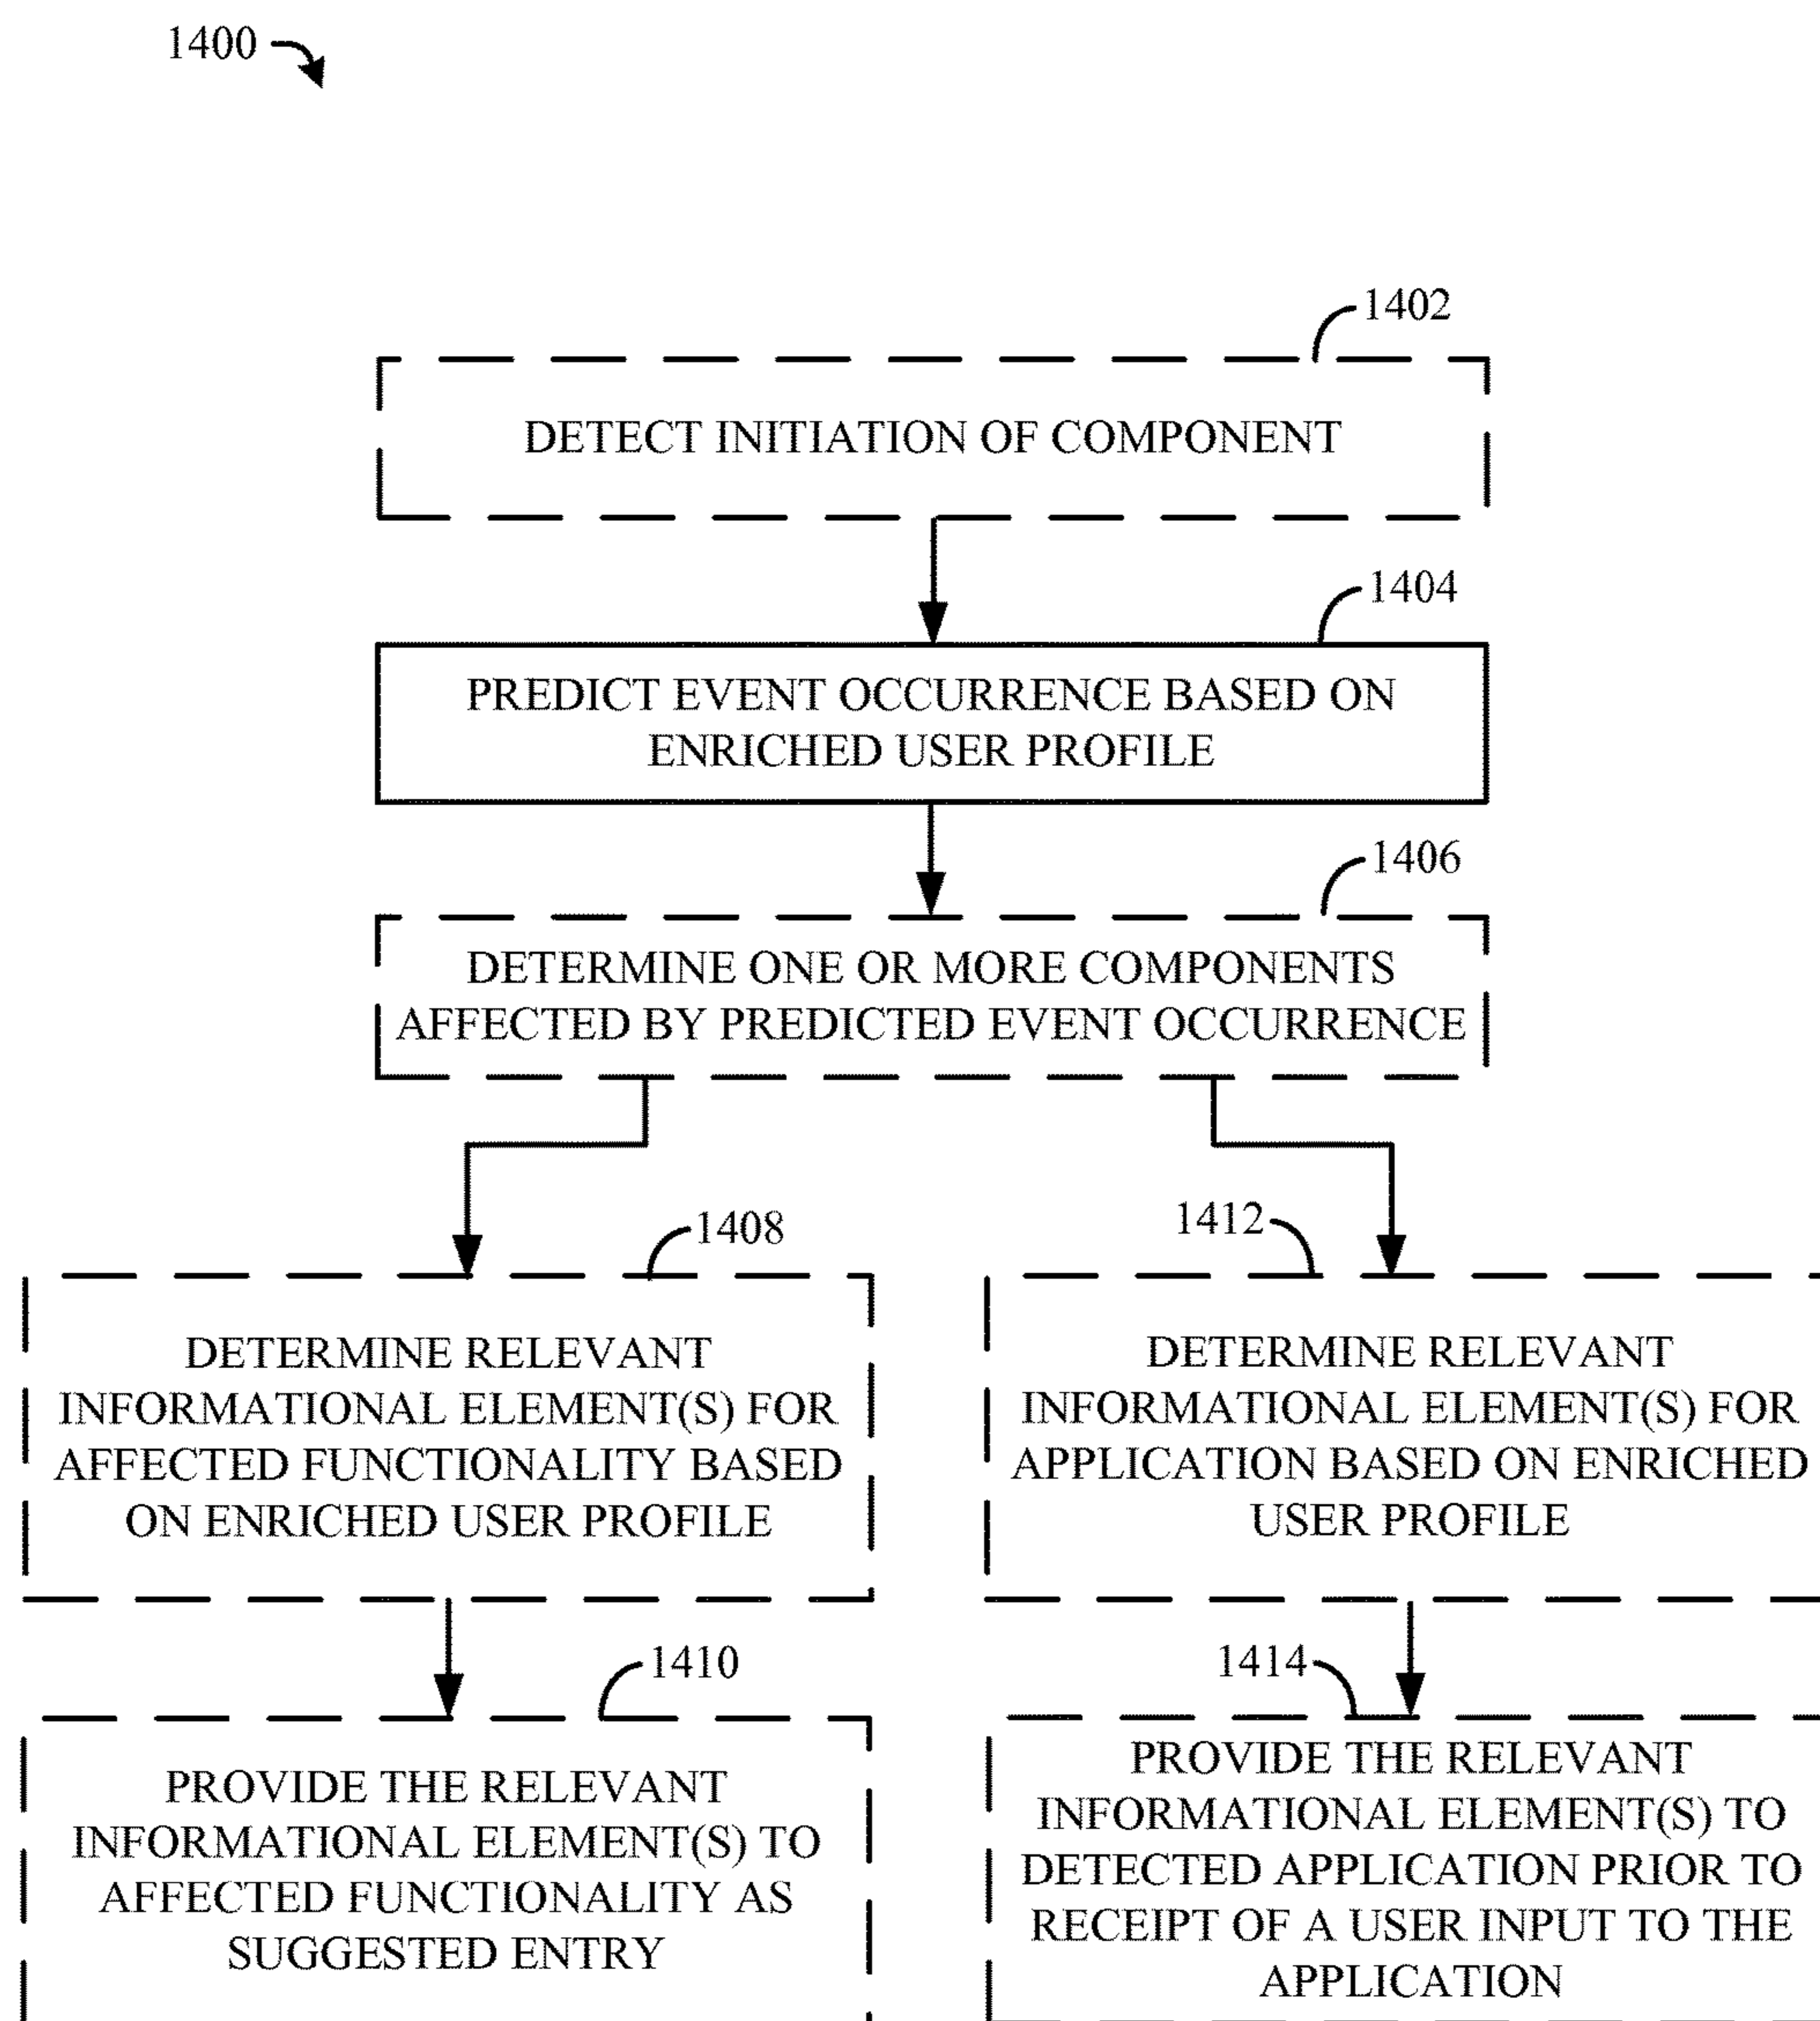 1400
1402
DETECT INITIATION OF COMPONENT
1404
PREDICT EVENT OCCURRENCE BASED ON
ENRICHED USER PROFILE
1406
DETERMINE ONE OR MORE COMPONENTS
AFFECTED BY PREDICTED EVENT OCCURRENCE
1408
DETERMINE RELEVANT
INFORMATIONAL ELEMENT(S) FOR
AFFECTED FUNCTIONALITY BASED
ON ENRICHED USER PROFILE
1412
DETERMINE RELEVANT
INFORMATIONAL ELEMENT(S) FOR
APPLICATION BASED ON ENRICHED
USER PROFILE
1410
PROVIDE THE RELEVANT
INFORMATIONAL ELEMENT(S) TO
AFFECTED FUNCTIONALITY AS
SUGGESTED ENTRY
1414
PROVIDE THE RELEVANT
INFORMATIONAL ELEMENT(S) TO
DETECTED APPLICATION PRIOR TO
RECEIPT OF A USER INPUT TO THE
APPLICATION